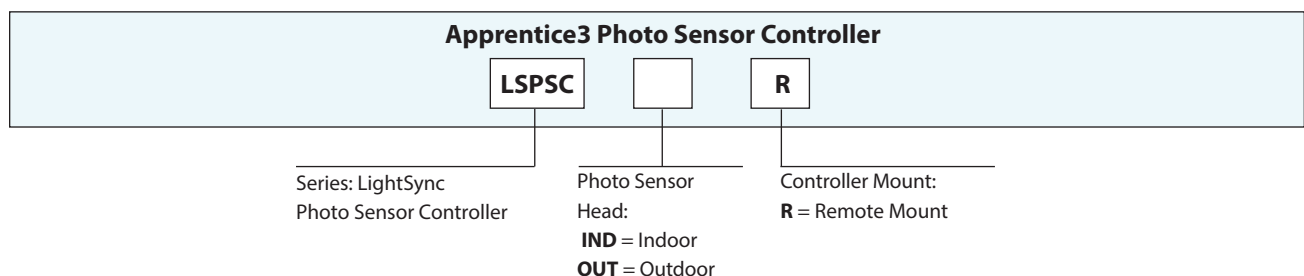 Apprentice3 Photo Sensor Controller
LSPSC R
Series: LightSync
Photo Sensor Controller
Photo Sensor
Head:
IND = Indoor
OUT = Outdoor
Controller Mount:
R = Remote Mount